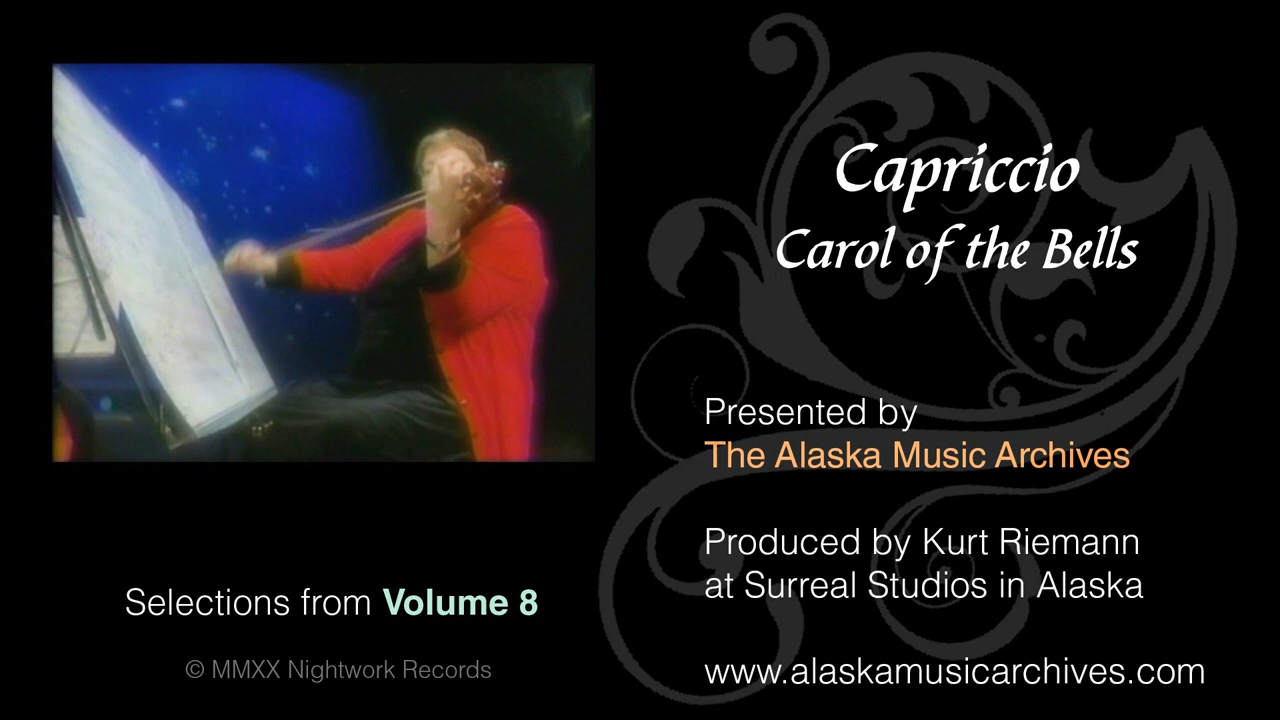 Capriccio
Carol of the Bells
Presented by
The Alaska Music Archives
Produced by Kurt Riemann
at Surreal Studios in Alaska
www.alaskamusicarchives.com
Selections from Volume 8
© MMXX Nightwork Records